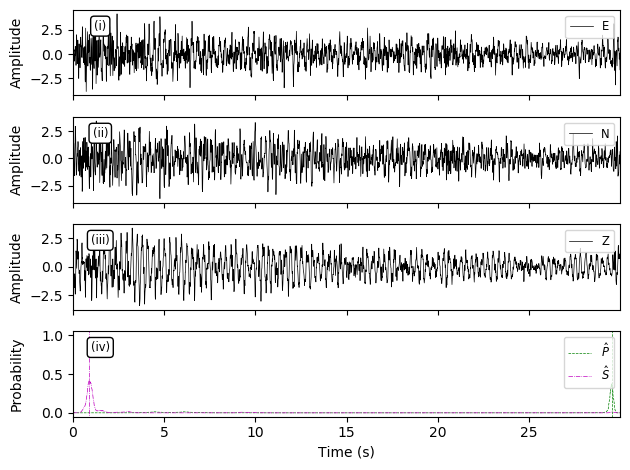 Amplitude
2.5
0.0
−2.5
(i)
E
Amplitude
2.5
0.0
−2.5
(ii)
N
Amplitude
2.5
0.0
−2.5
(iii)
Z
Probability
1.0
0.5
0.0
(iv)
P̂
Ŝ
0 5 10 15 20 25
Time (s)